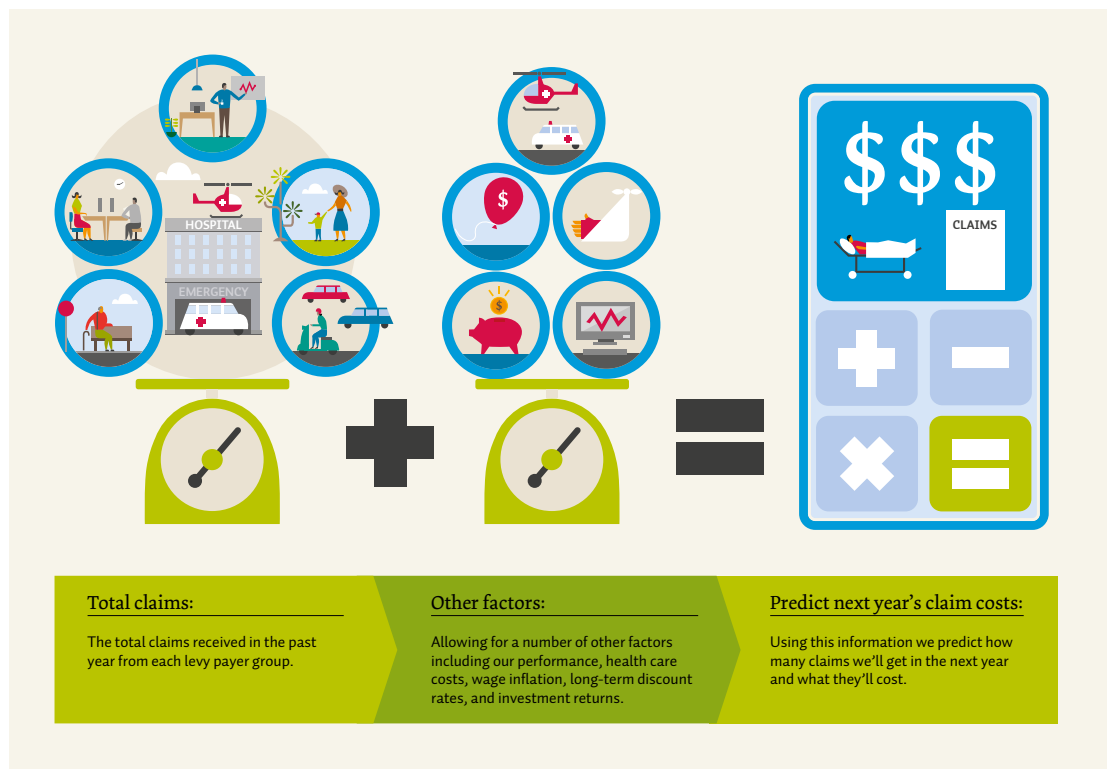 HOSPITAL
EMERGENCY
$
$
$ $ $
CLAIMS
Total claims:
The total claims received in the past
year from each levy payer group.
Other factors:
Allowing for a number of other factors
including our performance, health care
costs, wage inflation, long-term discount
rates, and investment returns.
Predict next year’s claim costs:
Using this information we predict how
many claims we’ll get in the next year
and what they’ll cost.